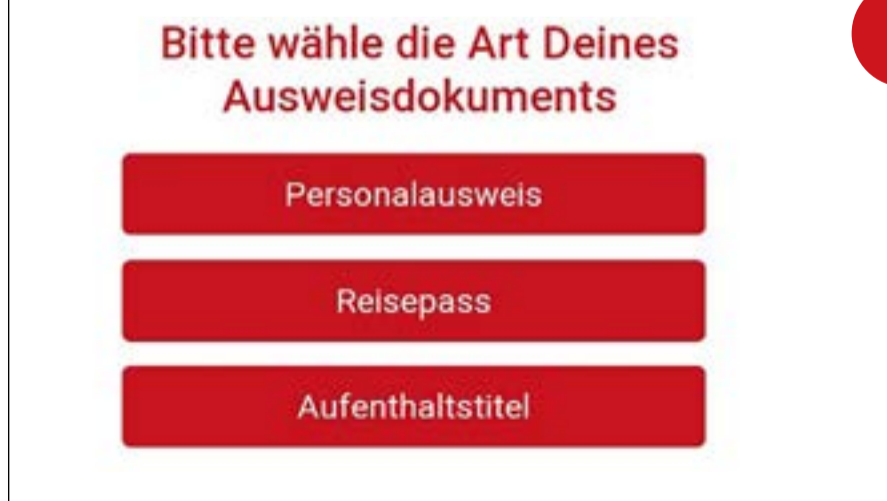 Bitte wähle die Art Deines
Ausweisdokuments
Personalausweis
Reisepass
Aufenthaltstitel